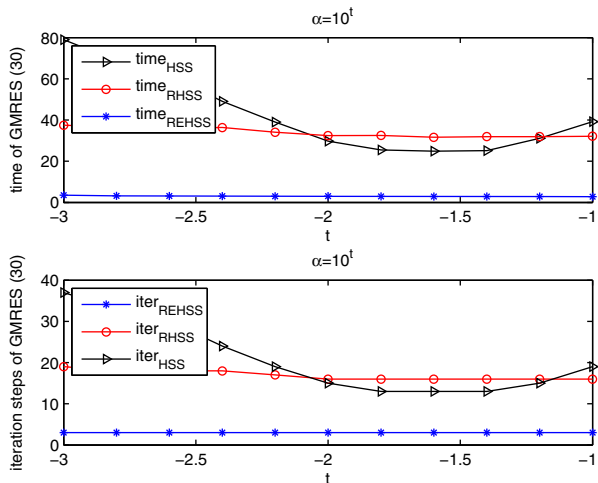 α=10^t
time of GMRES (30)
80
60
40
20
0
time_HSS
time_RHSS
time_REHSS
−3
−2.5
−2
−1.5
−1
t
α=10^t
iteration steps of GMRES (30)
40
30
20
10
0
iter_REHSS
iter_RHSS
iter_HSS
−3
−2.5
−2
−1.5
−1
t